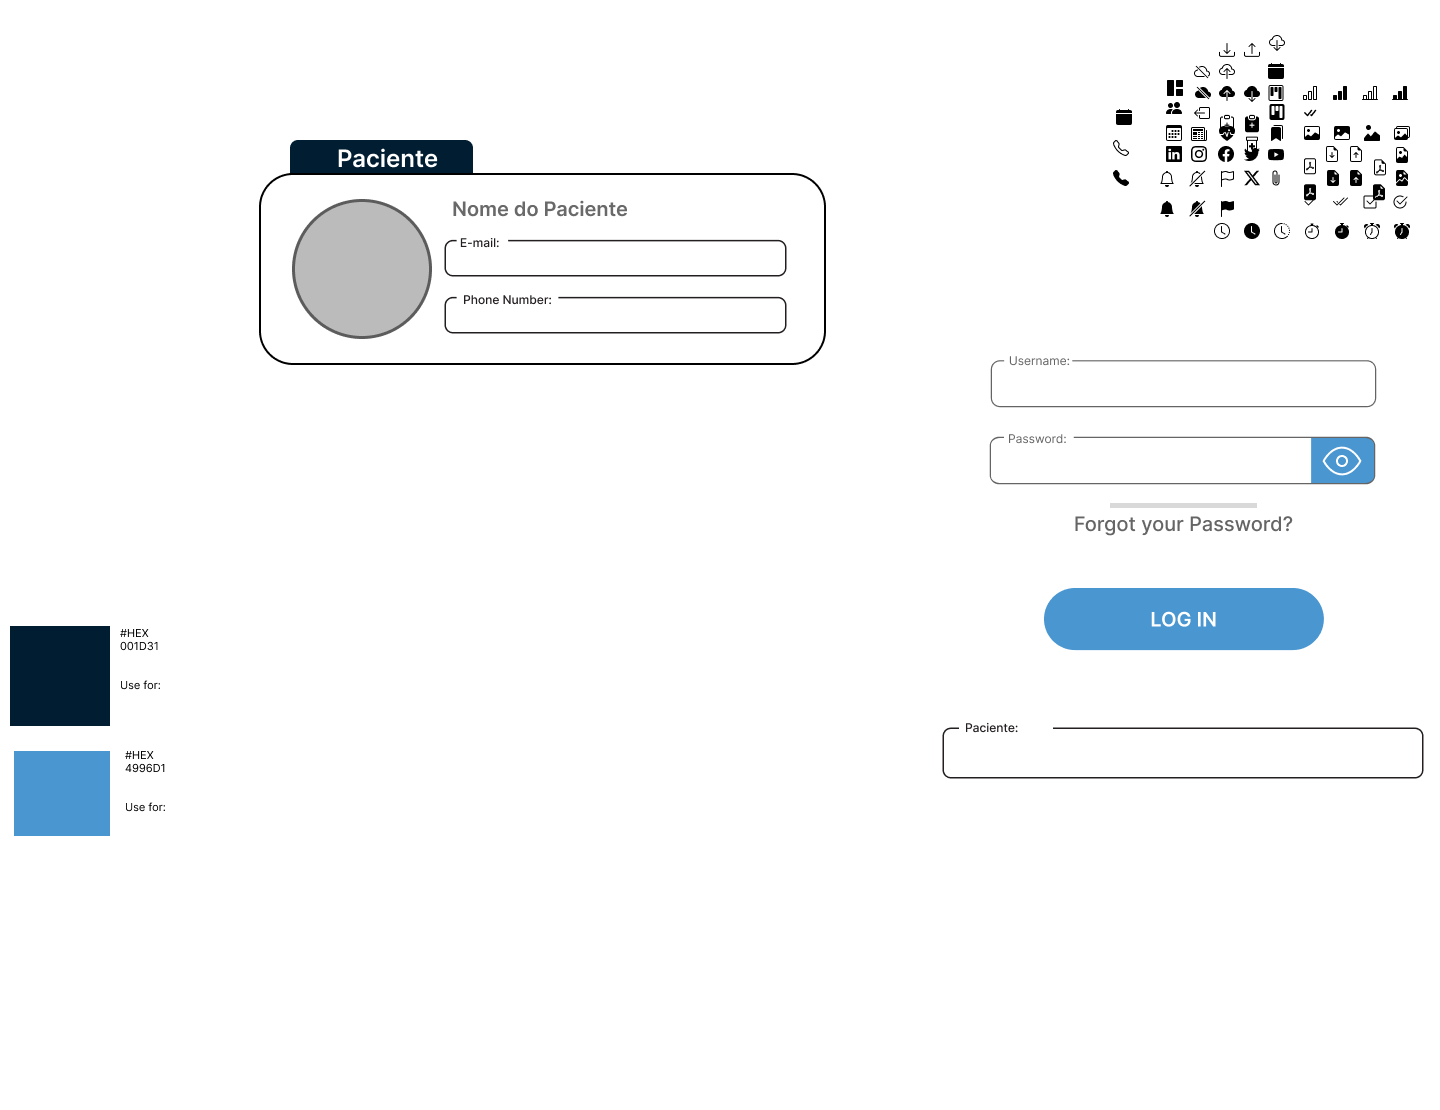 Paciente
Nome do Paciente
E-mail:
Phone Number:
Username:
Password:
Forgot your Password?
LOG IN
Paciente:
#HEX
001D31
Use for:
#HEX
4996D1
Use for: